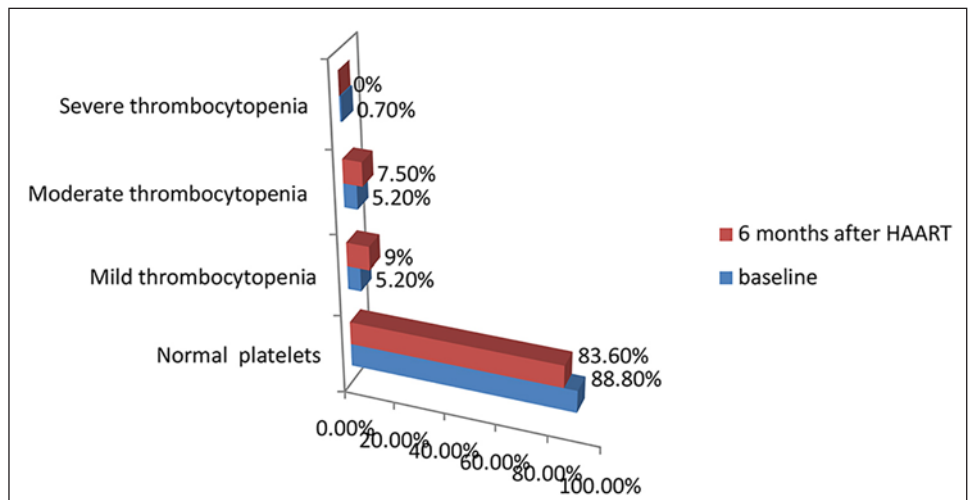 Severe thrombocytopenia
0%
0.70%
Moderate thrombocytopenia
7.50%
5.20%
Mild thrombocytopenia
9%
5.20%
Normal platelets
83.60%
88.80%
0.00%
20.00%
40.00%
60.00%
80.00%
100.00%
6 months after HAART
baseline